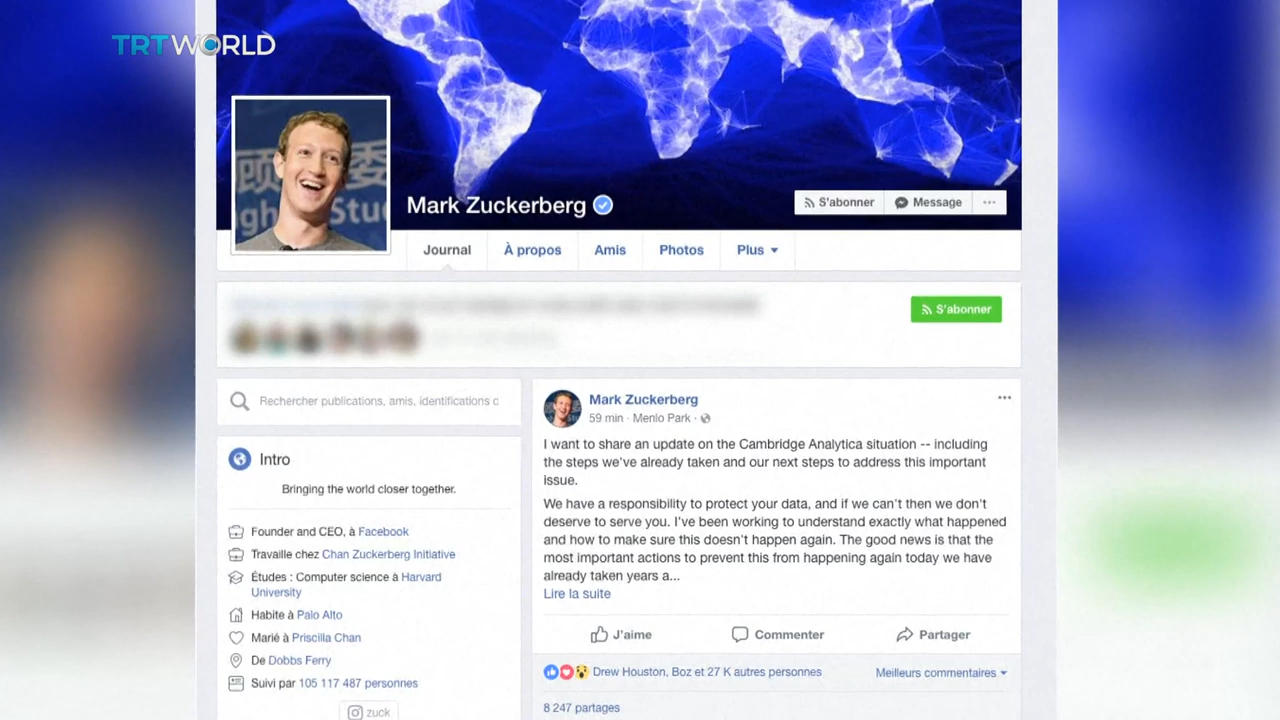 TRT WORLD
顾 委
igh Stu
Mark Zuckerberg
S'abonner
Message
Journal
À propos
Amis
Photos
Plus
S'abonner
Rechercher publications, amis, identifications c
Intro
Bringing the world closer together.
Founder and CEO, à Facebook
Travaille chez Chan Zuckerberg Initiative
Études : Computer science à Harvard
University
Habite à Palo Alto
Marié à Priscilla Chan
De Dobbs Ferry
Suivi par 105 117 487 personnes
zuck
Mark Zuckerberg
59 min · Menlo Park ·
I want to share an update on the Cambridge Analytica situation -- including
the steps we've already taken and our next steps to address this important
issue.
We have a responsibility to protect your data, and if we can't then we don't
deserve to serve you. I've been working to understand exactly what happened
and how to make sure this doesn't happen again. The good news is that the
most important actions to prevent this from happening again today we have
already taken years a...
Lire la suite
J'aime
Commenter
Partager
Drew Houston, Boz et 27 K autres personnes
Meilleurs commentaires
8 247 partages